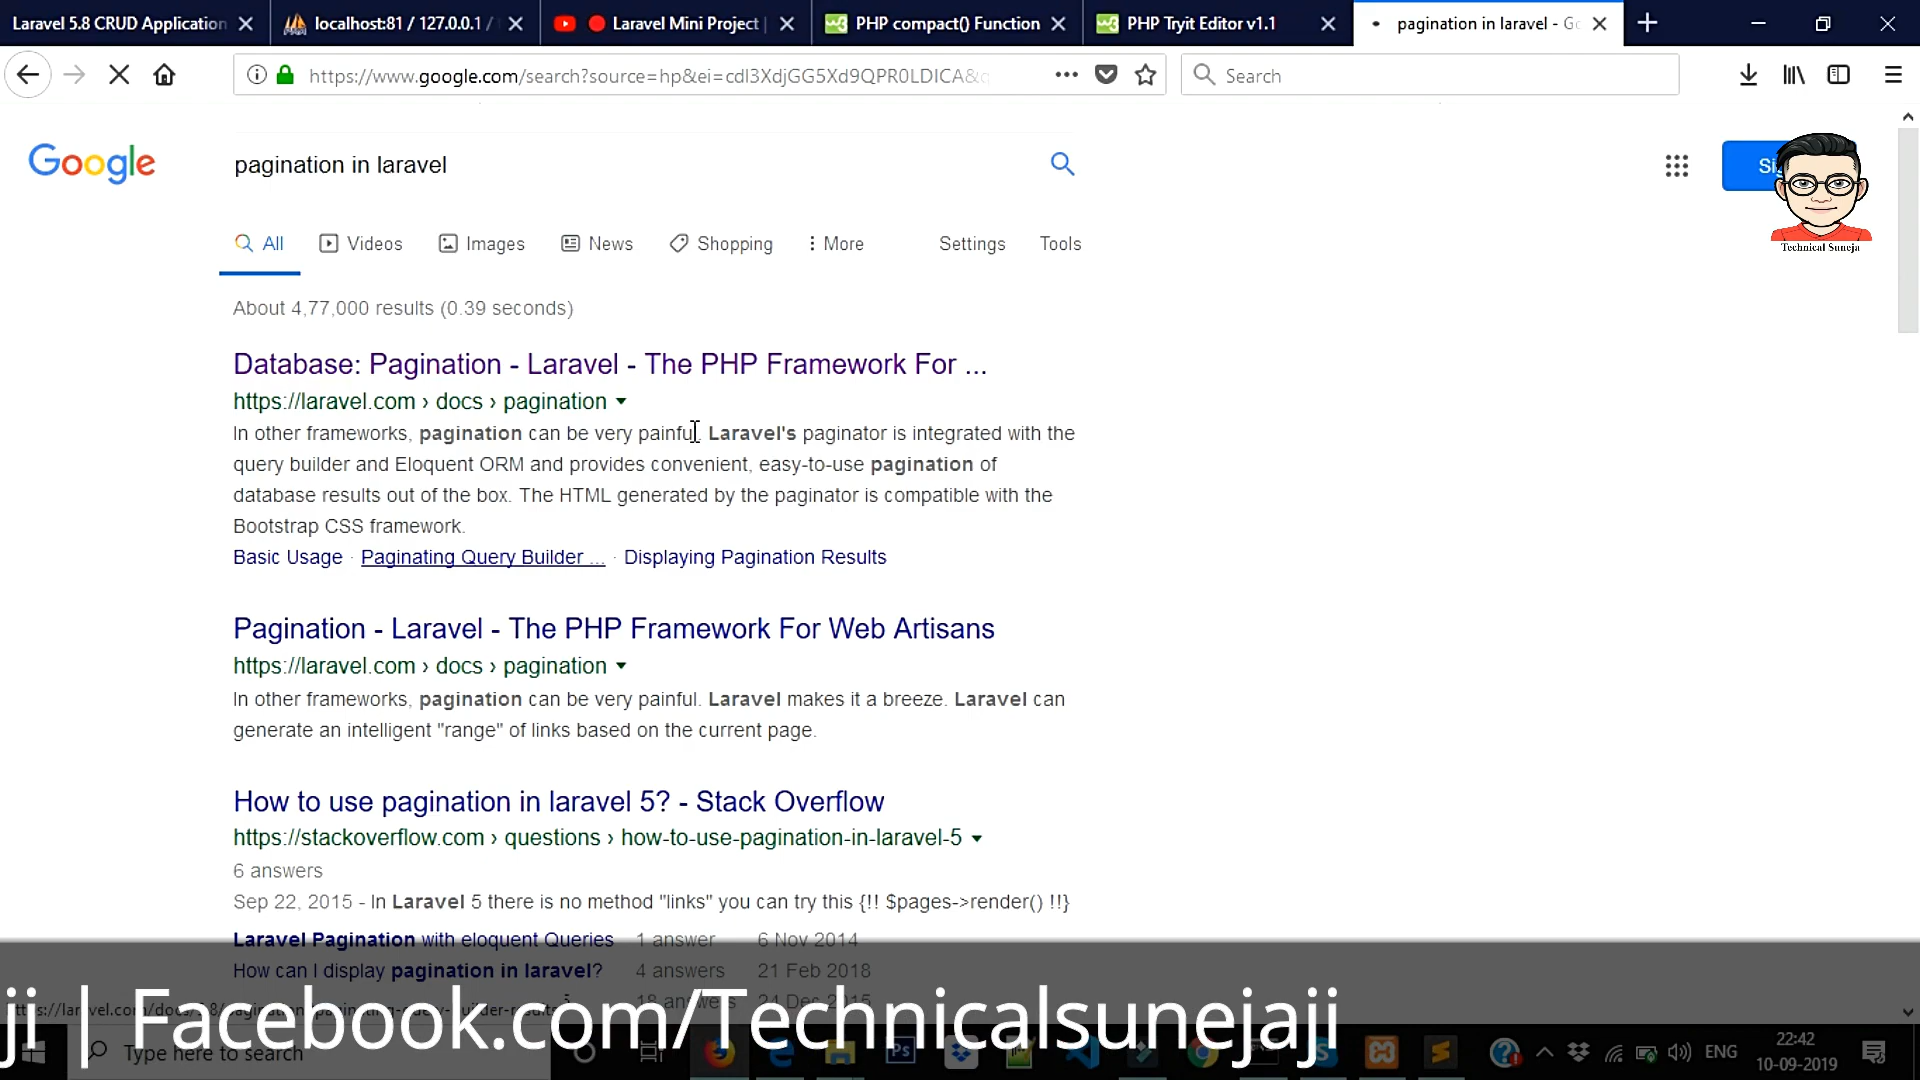 Laravel 5.8 CRUD Application
localhost:81 / 127.0.0.1 /
Laravel Mini Project |
PHP compact() Function
PHP Tryit Editor v1.1
pagination in laravel - Go
https://www.google.com/search?source=hp&ei=cdl3XdjGG5Xd9QPR0LDICA&
Search
Google
pagination in laravel
Technical Suneja
All Videos Images News Shopping More Settings Tools
About 4,77,000 results (0.39 seconds)
Database: Pagination - Laravel - The PHP Framework For ...
https://laravel.com › docs › pagination
In other frameworks, pagination can be very painful. Laravel's paginator is integrated with the
query builder and Eloquent ORM and provides convenient, easy-to-use pagination of
database results out of the box. The HTML generated by the paginator is compatible with the
Bootstrap CSS framework.
Basic Usage · Paginating Query Builder ... · Displaying Pagination Results
Pagination - Laravel - The PHP Framework For Web Artisans
https://laravel.com › docs › pagination
In other frameworks, pagination can be very painful. Laravel makes it a breeze. Laravel can
generate an intelligent "range" of links based on the current page.
How to use pagination in laravel 5? - Stack Overflow
https://stackoverflow.com › questions › how-to-use-pagination-in-laravel-5
6 answers
Sep 22, 2015 - In Laravel 5 there is no method "links" you can try this {!! $pages->render() !!}
Laravel Pagination with eloquent Queries 1 answer 6 Nov 2014
How can I display pagination in laravel? 4 answers 21 Feb 2018
18 answers 24 Dec 2015
ji | Facebook.com/Technicalsunejaji
Type here to search
Ps
ENG
22:42
10-09-2019